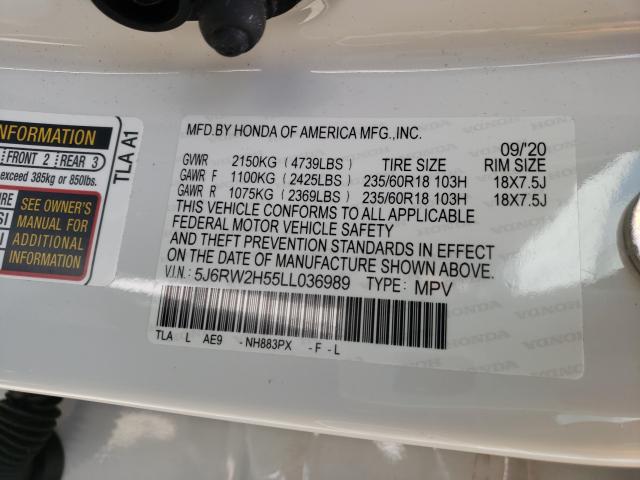 INFORMATION
FRONT 2 REAR 3
exceed 385kg or 850lbs.
SEE OWNER'S
MANUAL FOR
ADDITIONAL
INFORMATION
TLA A1
MFD.BY HONDA OF AMERICA MFG.,INC.
09/'20
GVWR 2150KG (4739LBS) TIRE SIZE RIM SIZE
GAWR F 1100KG (2425LBS) 235/60R18 103H 18X7.5J
GAWR R 1075KG (2369LBS) 235/60R18 103H 18X7.5J
THIS VEHICLE CONFORMS TO ALL APPLICABLE
FEDERAL MOTOR VEHICLE SAFETY
AND THEFT PREVENTION STANDARDS IN EFFECT
ON THE DATE OF MANUFACTURE SHOWN ABOVE.
V.I.N.: 5J6RW2H55LL036989 TYPE: MPV
TLA L AE9 -NH883PX -F-L